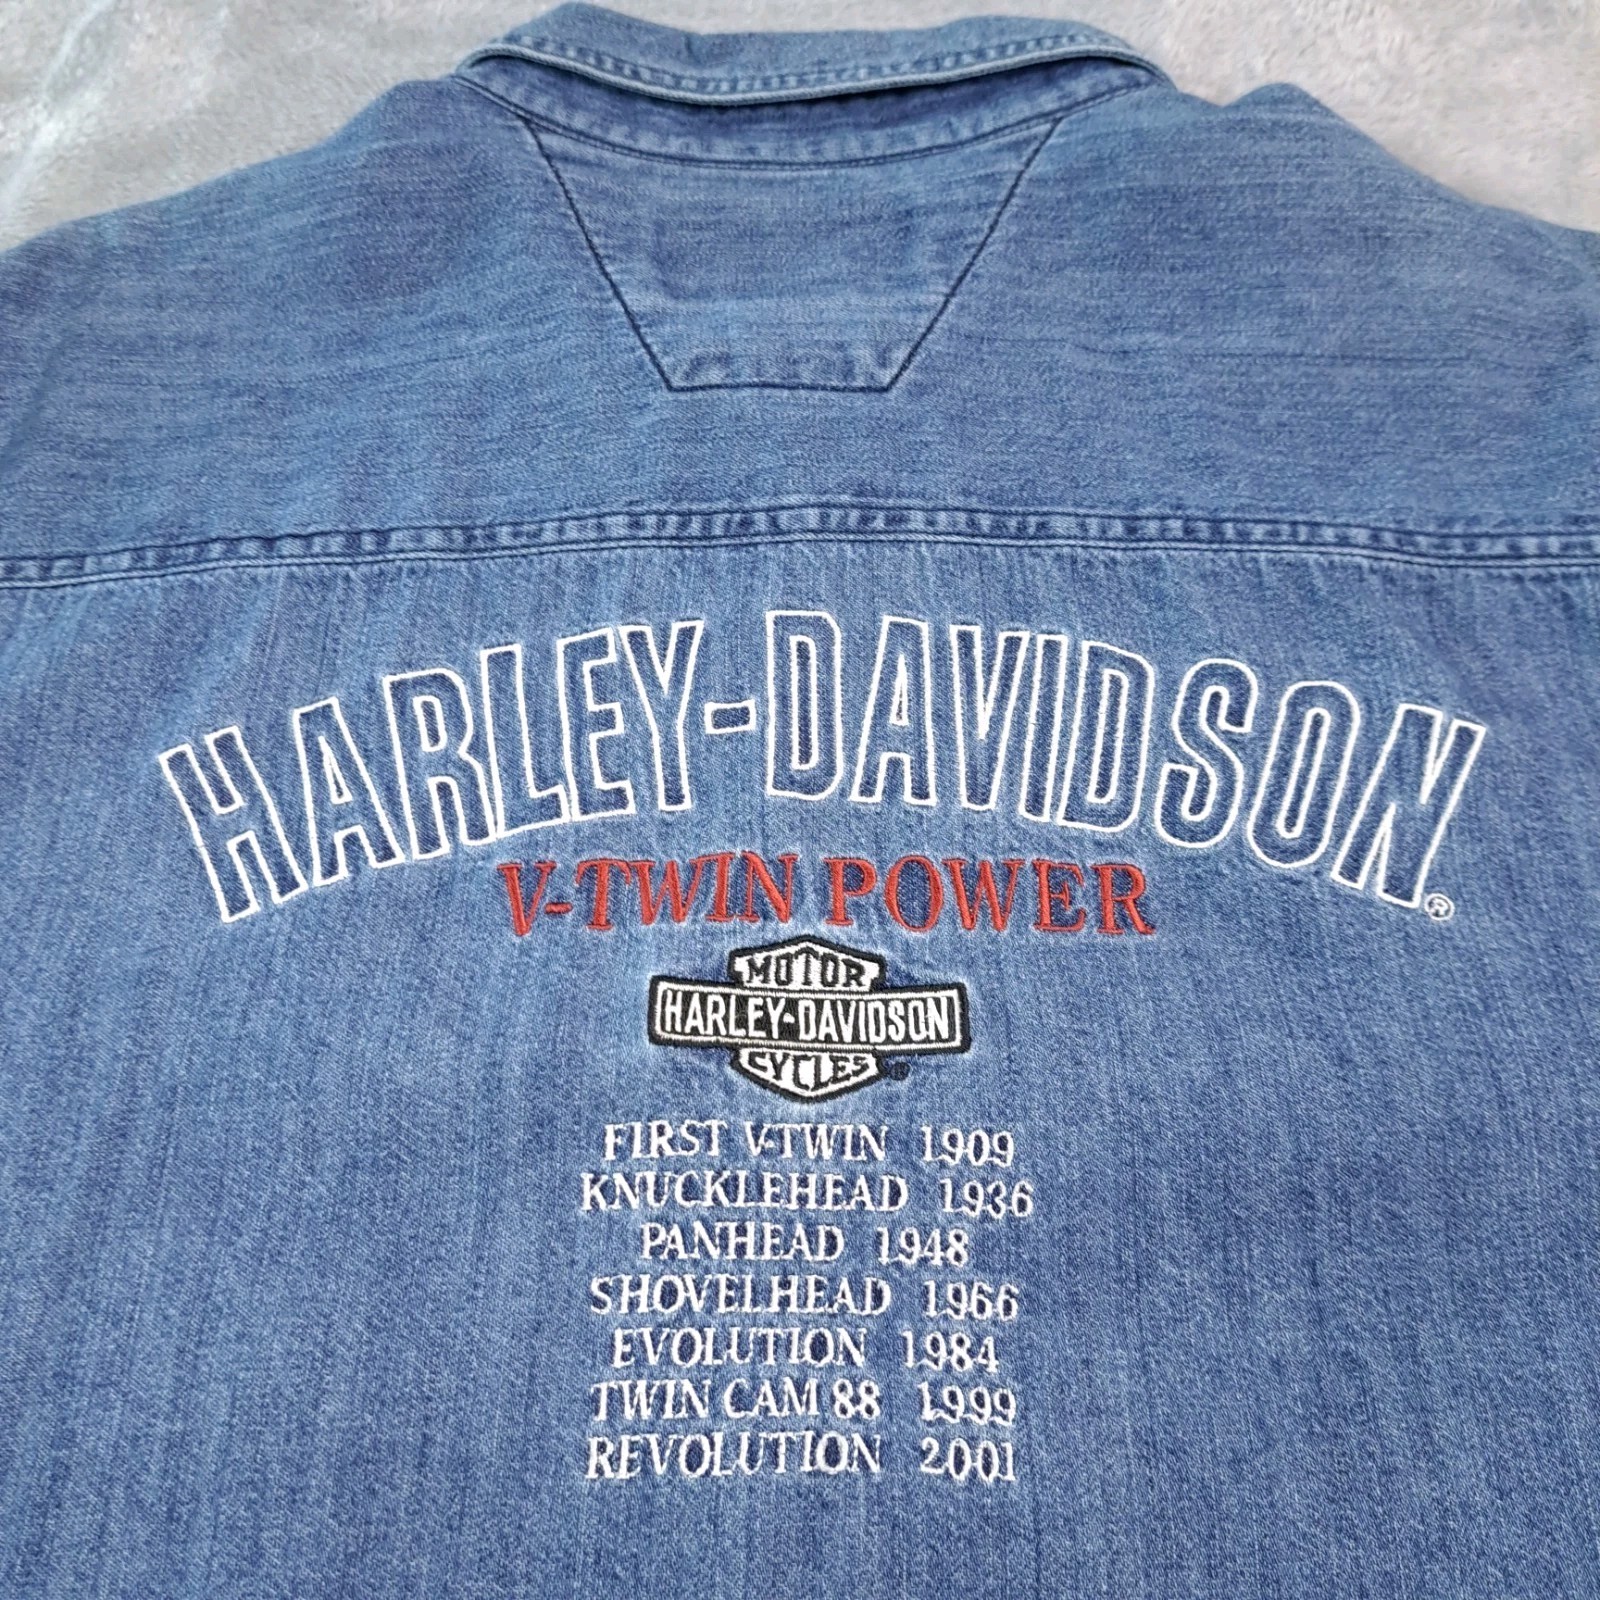 HARLEY-DAVIDSON®
V-TWIN POWER
MOTOR
HARLEY-DAVIDSON
CYCLES®
FIRST V-TWIN 1909
KNUCKLEHEAD 1936
PANHEAD 1948
SHOVELHEAD 1966
EVOLUTION 1984
TWIN CAM 88 1999
REVOLUTION 2001